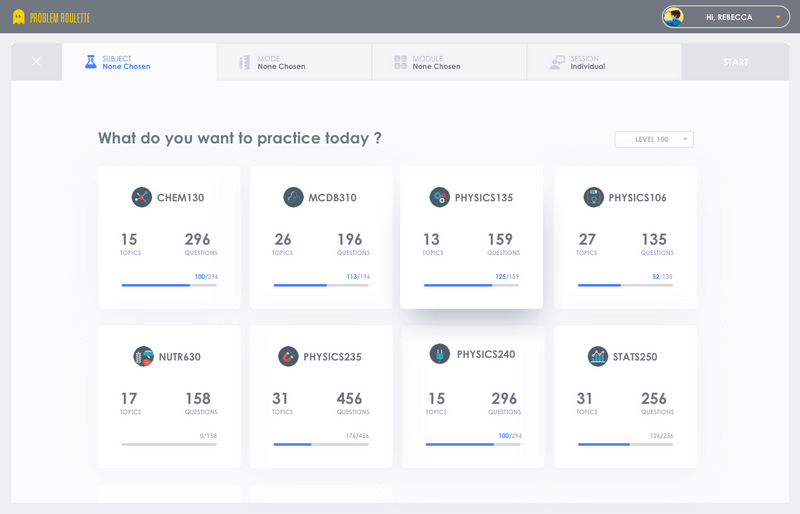 PROBLEM ROULETTE
Hi, REBECCA
SUBJECT
None Chosen
MODE
None Chosen
MODULE
None Chosen
SESSION
Individual
START
What do you want to practice today ?
LEVEL 100
CHEM130
15 296
TOPICS QUESTIONS
100/296
MCDB310
26 196
TOPICS QUESTIONS
113/196
PHYSICS135
13 159
TOPICS QUESTIONS
125/159
PHYSICS106
27 135
TOPICS QUESTIONS
52/135
NUTR630
17 158
TOPICS QUESTIONS
0/158
PHYSICS235
31 456
TOPICS QUESTIONS
176/456
PHYSICS240
15 296
TOPICS QUESTIONS
100/296
STATS250
31 256
TOPICS QUESTIONS
126/256